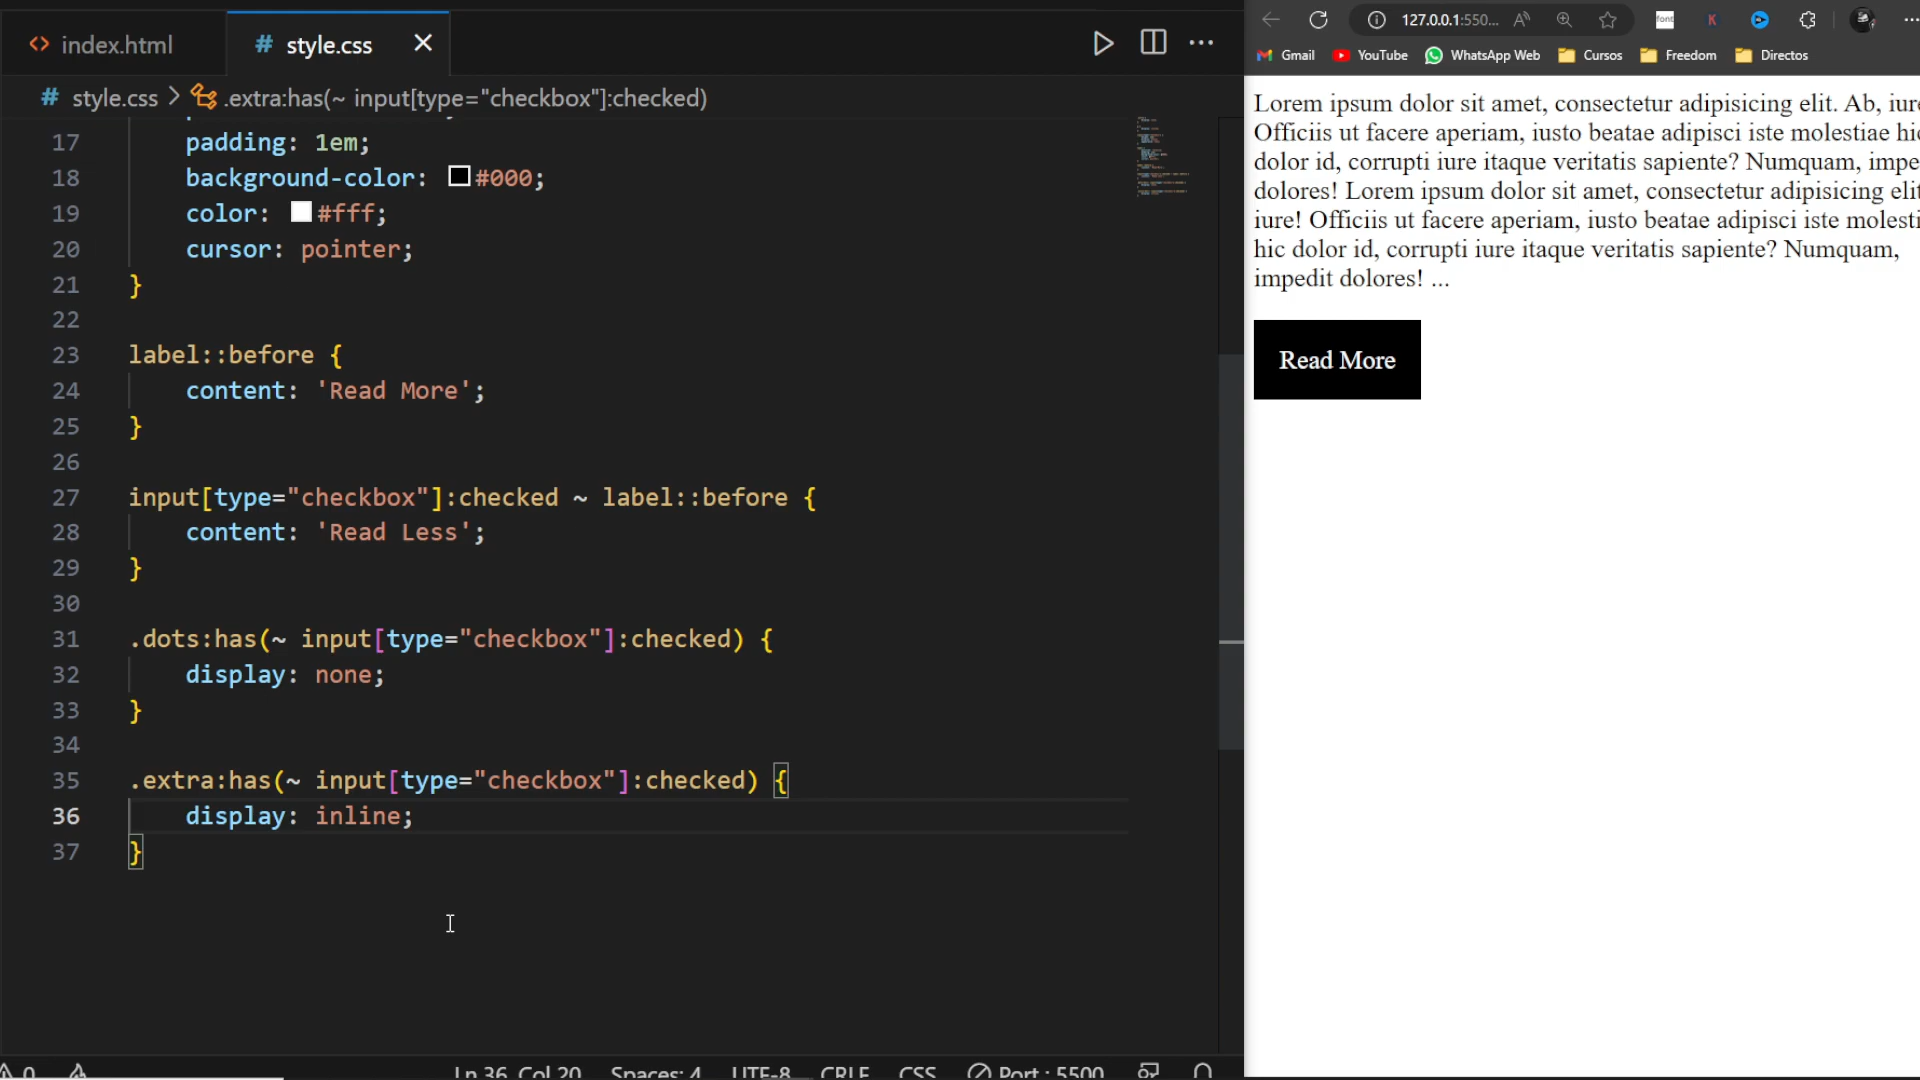 index.html
style.css
style.css > .extra:has(~ input[type="checkbox"]:checked)
17 padding: 1em;
18 background-color: #000;
19 color: #fff;
20 cursor: pointer;
21 }
22
23 label::before {
24 content: 'Read More';
25 }
26
27 input[type="checkbox"]:checked ~ label::before {
28 content: 'Read Less';
29 }
30
31 .dots:has(~ input[type="checkbox"]:checked) {
32 display: none;
33 }
34
35 .extra:has(~ input[type="checkbox"]:checked) {
36 display: inline;
37 }
0 Ln 36, Col 20 Spaces: 4 UTF-8 CRLF CSS Port : 5500
127.0.0.1:550...
Gmail YouTube WhatsApp Web Cursos Freedom Directos
Lorem ipsum dolor sit amet, consectetur adipisicing elit. Ab, iure
Officiis ut facere aperiam, iusto beatae adipisci iste molestiae hic
dolor id, corrupti iure itaque veritatis sapiente? Numquam, impe
dolores! Lorem ipsum dolor sit amet, consectetur adipisicing elit
iure! Officiis ut facere aperiam, iusto beatae adipisci iste molesti
hic dolor id, corrupti iure itaque veritatis sapiente? Numquam,
impedit dolores! ...
Read More